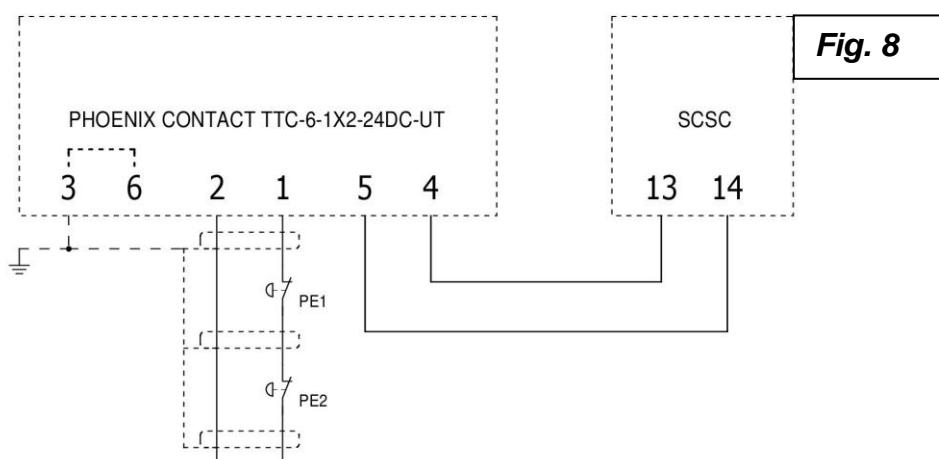 Fig. 8
PHOENIX CONTACT TTC-6-1X2-24DC-UT
SCSC
3 6 2 1 5 4
13 14
PE1
PE2